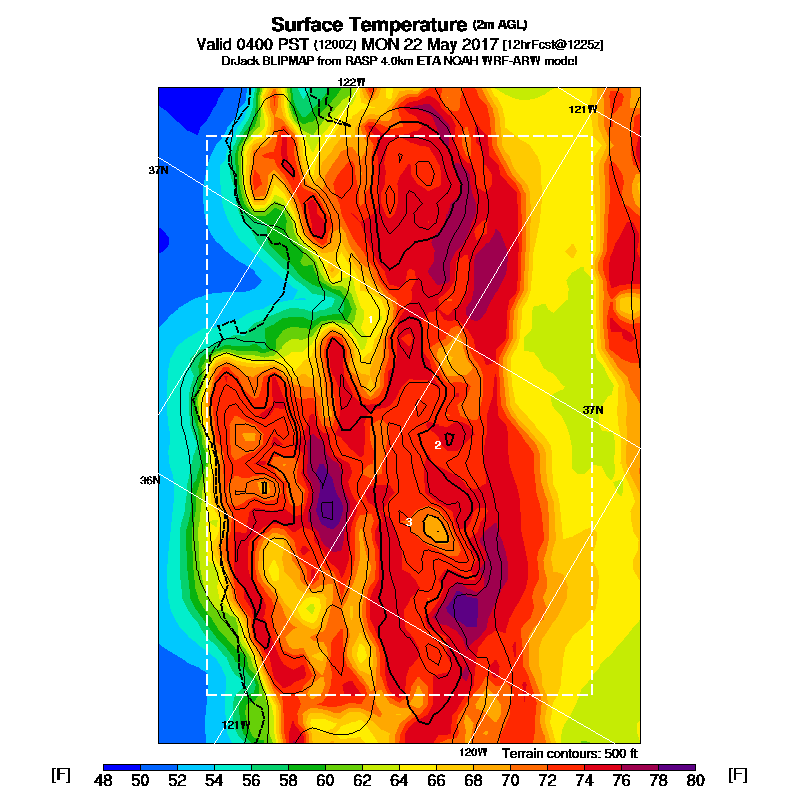 Surface Temperature (2m AGL)
Valid 0400 PST (1200Z) MON 22 May 2017 [12hrFcst@1225z]
DrJack BLIPMAP from RASP 4.0km ETA NOAH WRF-ARW model
122W
121W
37N
1
37N
2
36N
3
121W
120W Terrain contours: 500 ft
[F] 48 50 52 54 56 58 60 62 64 66 68 70 72 74 76 78 80 [F]